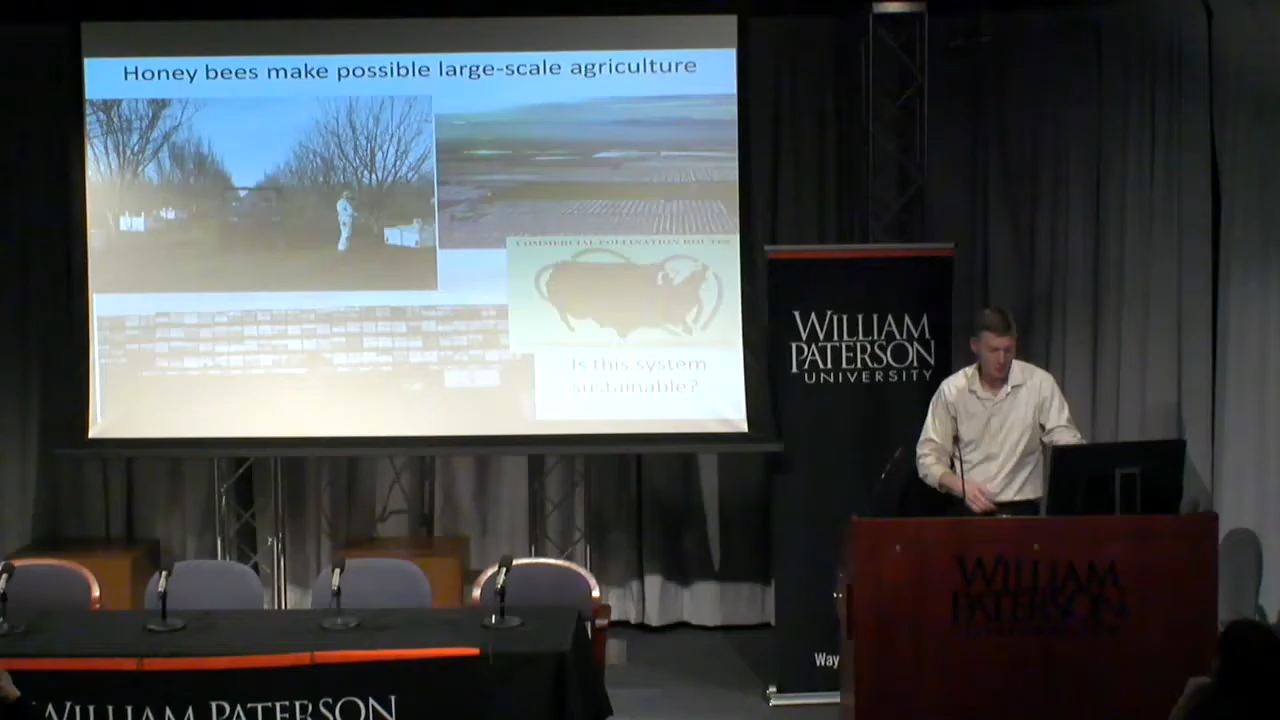 Honey bees make possible large-scale agriculture
COMMERCIAL POLLINATION ROUTES
Is this system
sustainable?
WILLIAM
PATERSON
UNIVERSITY
Way
WILLIAM
PATERSON
WILLIAM PATERSON